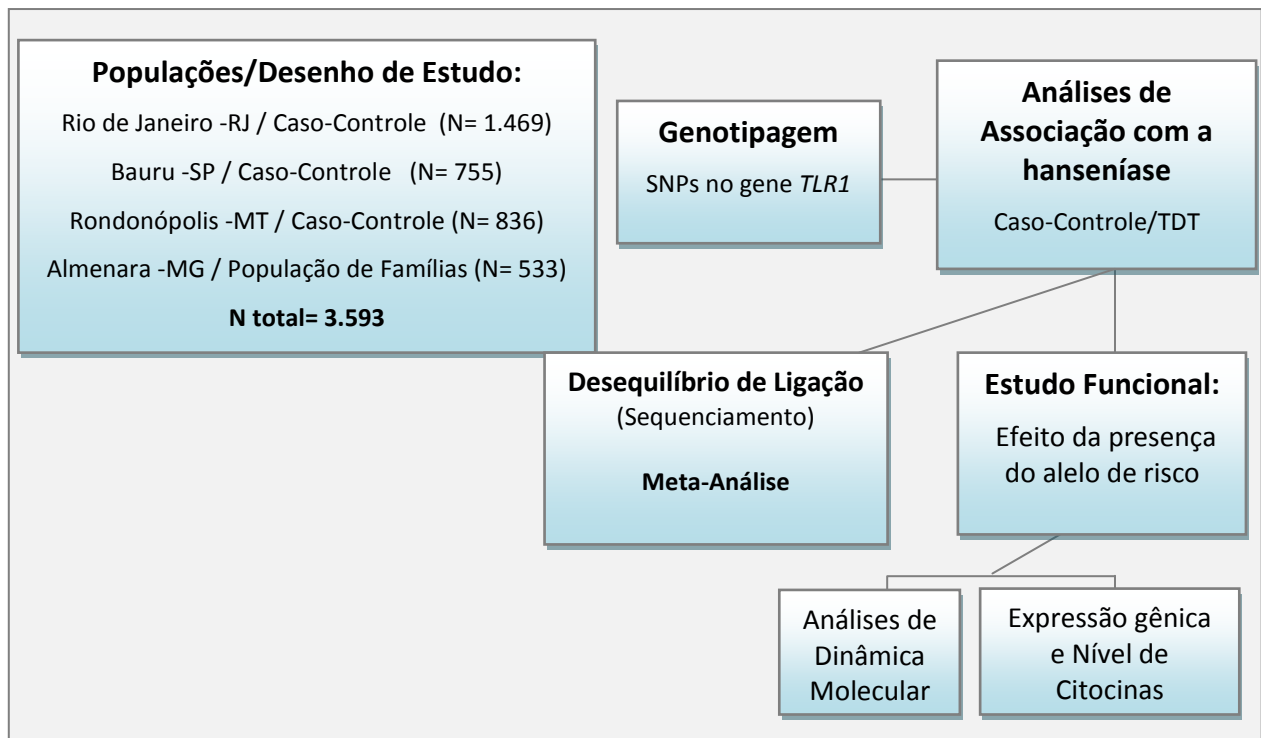 Populações/Desenho de Estudo:
Rio de Janeiro -RJ / Caso-Controle (N= 1.469)
Bauru -SP / Caso-Controle (N= 755)
Rondonópolis -MT / Caso-Controle (N= 836)
Almenara -MG / População de Famílias (N= 533)
N total= 3.593
Genotipagem
SNPs no gene TLR1
Análises de
Associação com a
hanseníase
Caso-Controle/TDT
Desequilíbrio de Ligação
(Sequenciamento)
Meta-Análise
Estudo Funcional:
Efeito da presença
do alelo de risco
Análises de
Dinâmica
Molecular
Expressão gênica
e Nível de
Citocinas